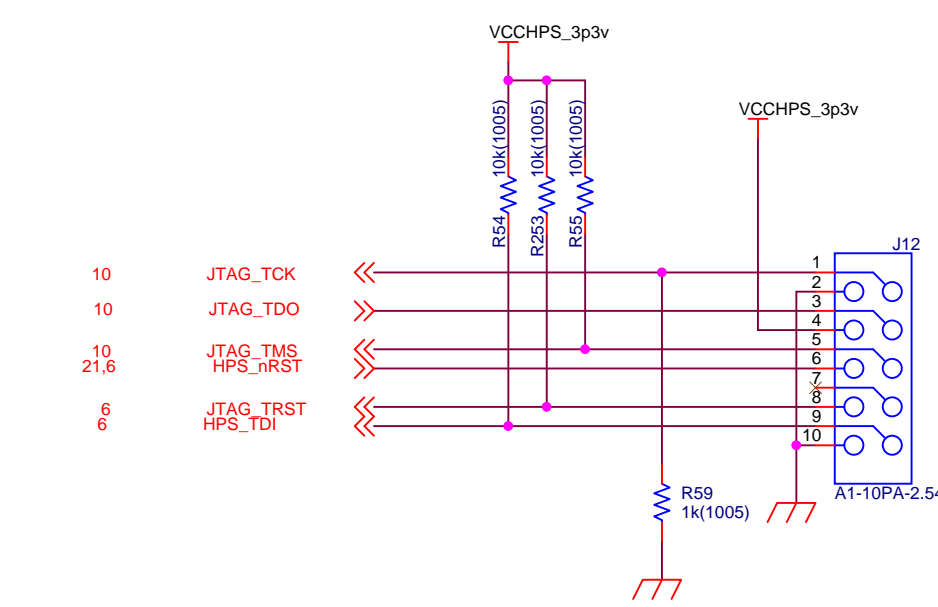 VCCHPS_3p3v
VCCHPS_3p3v
10k(1005)
10k(1005)
10k(1005)
R54
R253
R55
J12
10 JTAG_TCK
10 JTAG_TDO
10 JTAG_TMS
21,6 HPS_nRST
6 JTAG_TRST
6 HPS_TDI
1
2
3
4
5
6
7
8
9
10
A1-10PA-2.54
R59
1k(1005)